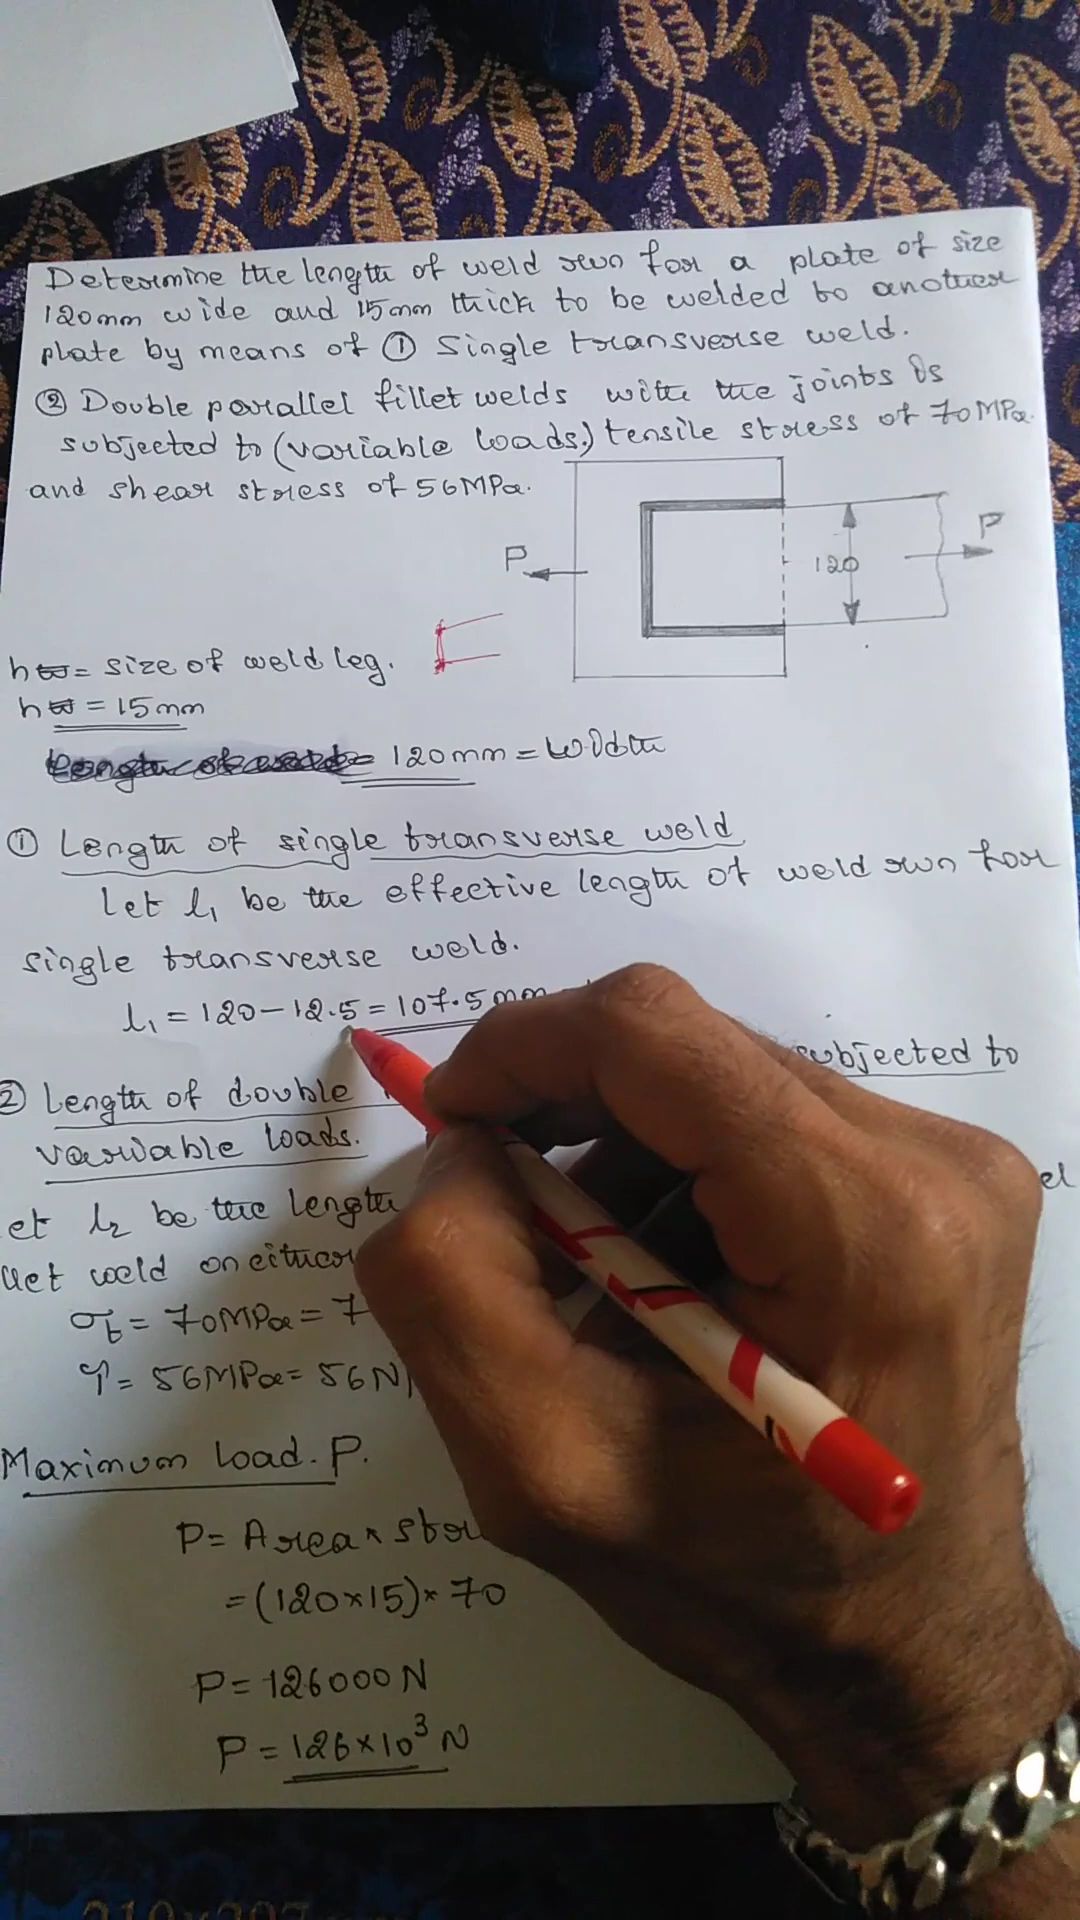 Determine the length of weld run for a plate of size
120mm wide and 15mm thick to be welded to another
plate by means of ① Single transverse weld.
② Double parallel fillet welds with the joints is
subjected to (variable loads.) tensile stress of 70MPa.
and shear stress of 56MPa.
P
120
P
h = size of weld leg.
h = 15mm
= 120mm = width
① Length of single transverse weld
Let l₁ be the effective length of weld run for
single transverse weld.
l₁ = 120 - 12.5 = 107.5mm
② Length of double subjected to
variable loads.
et l₂ be the length el
llet weld on either
σt = 70MPa = 7
τ = 56MPa = 56N
Maximum Load. P.
P = Area × str
= (120×15) × 70
P = 126000 N
P = 126×10³ N